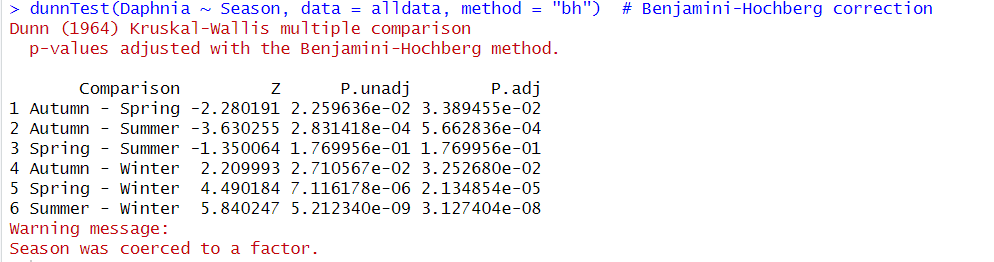 > dunnTest(Daphnia ~ Season, data = alldata, method = "bh")  # Benjamini-Hochberg correction
Dunn (1964) Kruskal-Wallis multiple comparison
  p-values adjusted with the Benjamini-Hochberg method.

       Comparison         Z      P.unadj        P.adj
1 Autumn - Spring -2.280191 2.259636e-02 3.389455e-02
2 Autumn - Summer -3.630255 2.831418e-04 5.662836e-04
3 Spring - Summer -1.350064 1.769956e-01 1.769956e-01
4 Autumn - Winter  2.209993 2.710567e-02 3.252680e-02
5 Spring - Winter  4.490184 7.116178e-06 2.134854e-05
6 Summer - Winter  5.840247 5.212340e-09 3.127404e-08
Warning message:
Season was coerced to a factor.